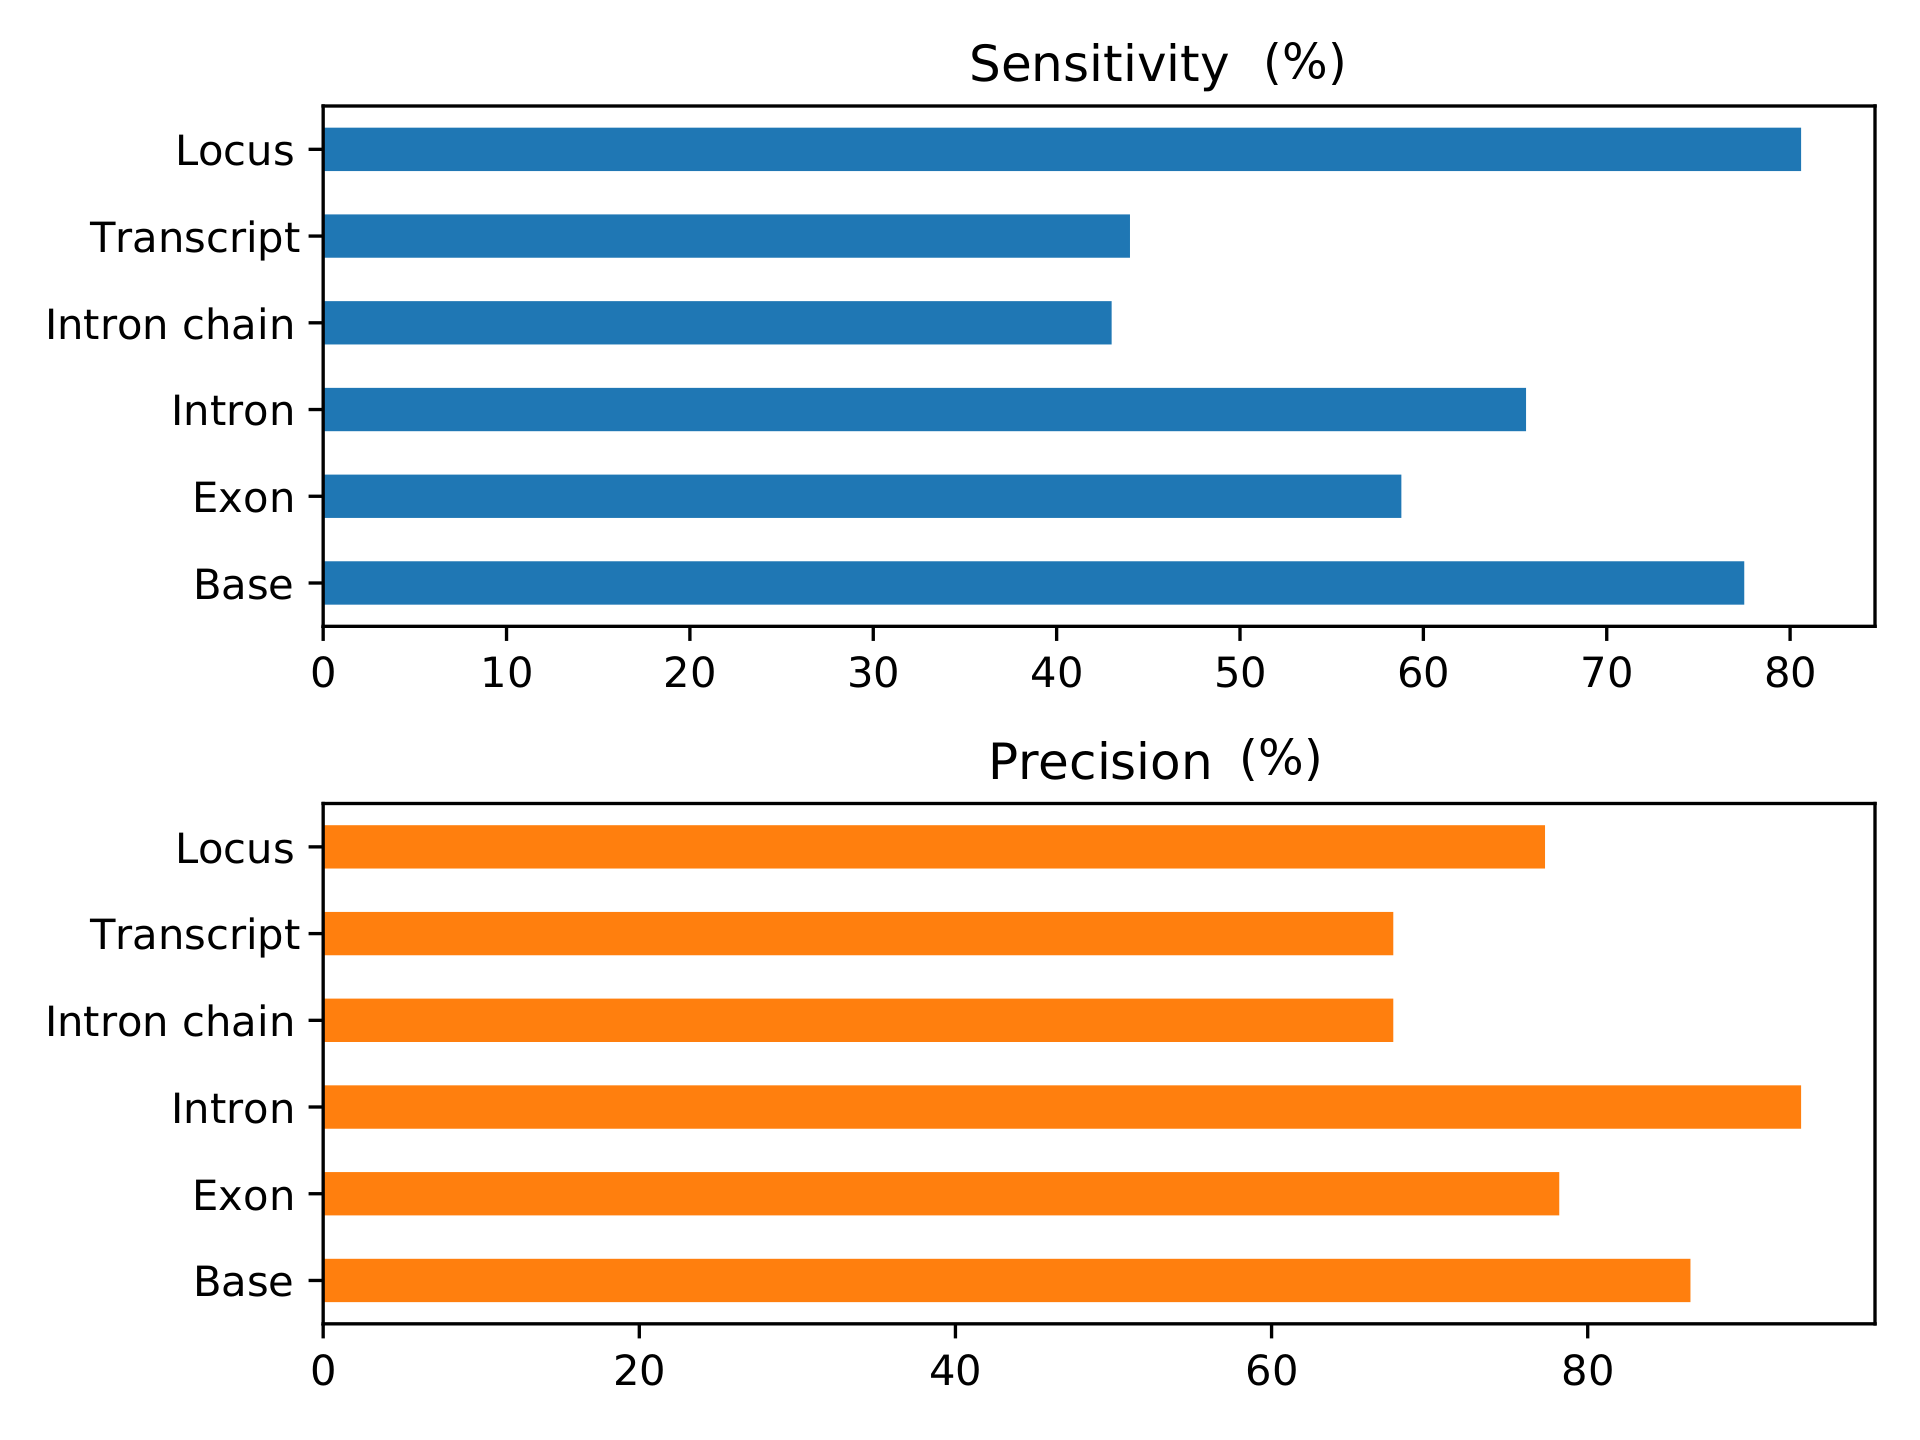 Sensitivity (%)
Locus
Transcript
Intron chain
Intron
Exon
Base
0 10 20 30 40 50 60 70 80
Precision (%)
Locus
Transcript
Intron chain
Intron
Exon
Base
0 20 40 60 80